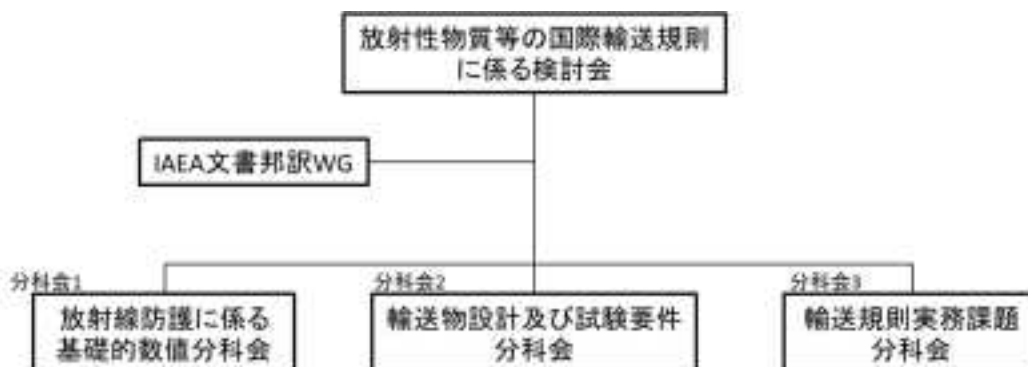 放射性物質等の国際輸送規則
に係る検討会
IAEA文書邦訳WG
分科会1
放射線防護に係る
基礎的数値分科会
分科会2
輸送物設計及び試験要件
分科会
分科会3
輸送規則実務課題
分科会